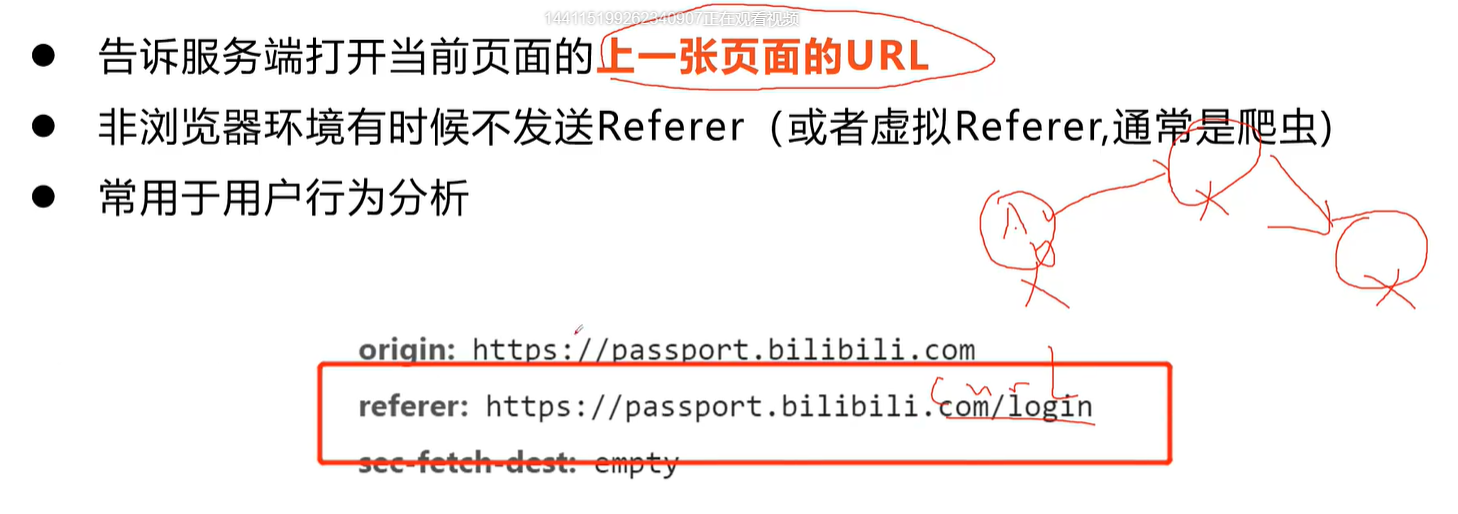 144115199262340907正在观看视频
● 告诉服务端打开当前页面的上一张页面的URL
● 非浏览器环境有时候不发送Referer（或者虚拟Referer,通常是爬虫)
● 常用于用户行为分析
A
origin: https://passport.bilibili.com
curl
referer: https://passport.bilibili.com/login
sec-fetch-dest: empty